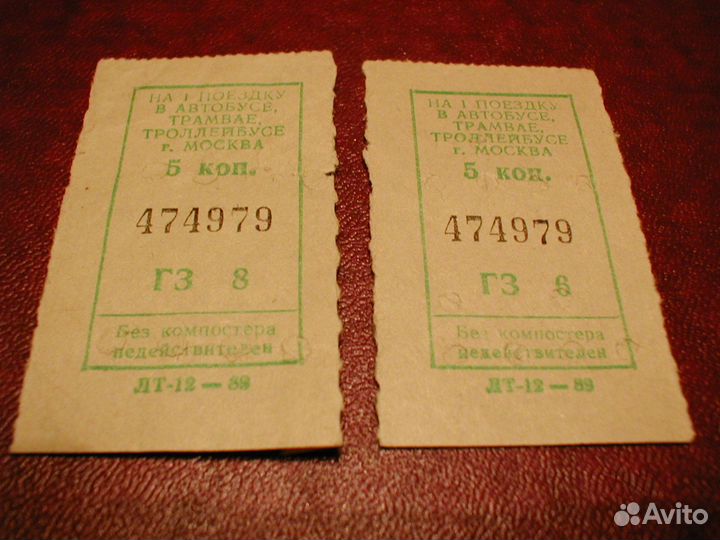 НА 1 ПОЕЗДКУ
В АВТОБУСЕ,
ТРАМВАЕ,
ТРОЛЛЕЙБУСЕ
г. МОСКВА
5 коп.
474979
ГЗ 8
Без компостера
недействителен
ЛТ-12 — 89
НА 1 ПОЕЗДКУ
В АВТОБУСЕ,
ТРАМВАЕ,
ТРОЛЛЕЙБУСЕ
г. МОСКВА
5 коп.
474979
ГЗ 6
Без компостера
недействителен
ЛТ-12 — 89
Avito